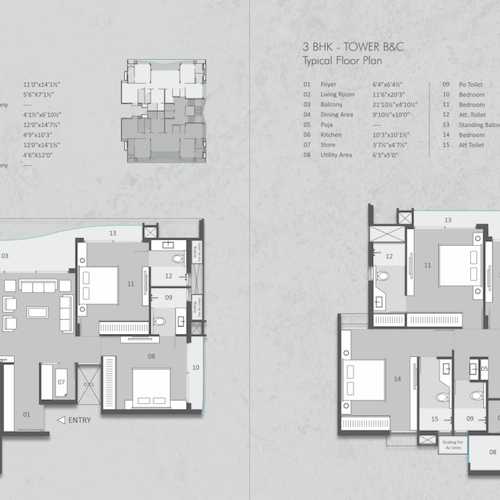 11'0"x14'1½"
5'6"X7'1½"
ony ----
4'1½"x6'10½"
12'0"x14'7½"
4'9"x10'3"
12'0"x14'1½"
4'6"X12'0"
ony ----
3 BHK - TOWER B&C
Typical Floor Plan
01 Foyer 6'4"x6'4½"
02 Living Room 11'6"x20'3"
03 Balcony 21'10½"x4'10½"
04 Dining Area 9'10½"x10'0"
05 Puja ----
06 Kitchen 10'3"x10'1½"
07 Store 3'7½"x4'7½"
08 Utility Area 6'3"x5'0"
09 Po Toilet
10 Bedroom
11 Bedroom
12 Att. Toilet
13 Standing Balco
14 Bedroom
15 Att Toilet
03
13
11
12
09
08
10
07
01
ENTRY
13
12
11
14
15
09
05
08